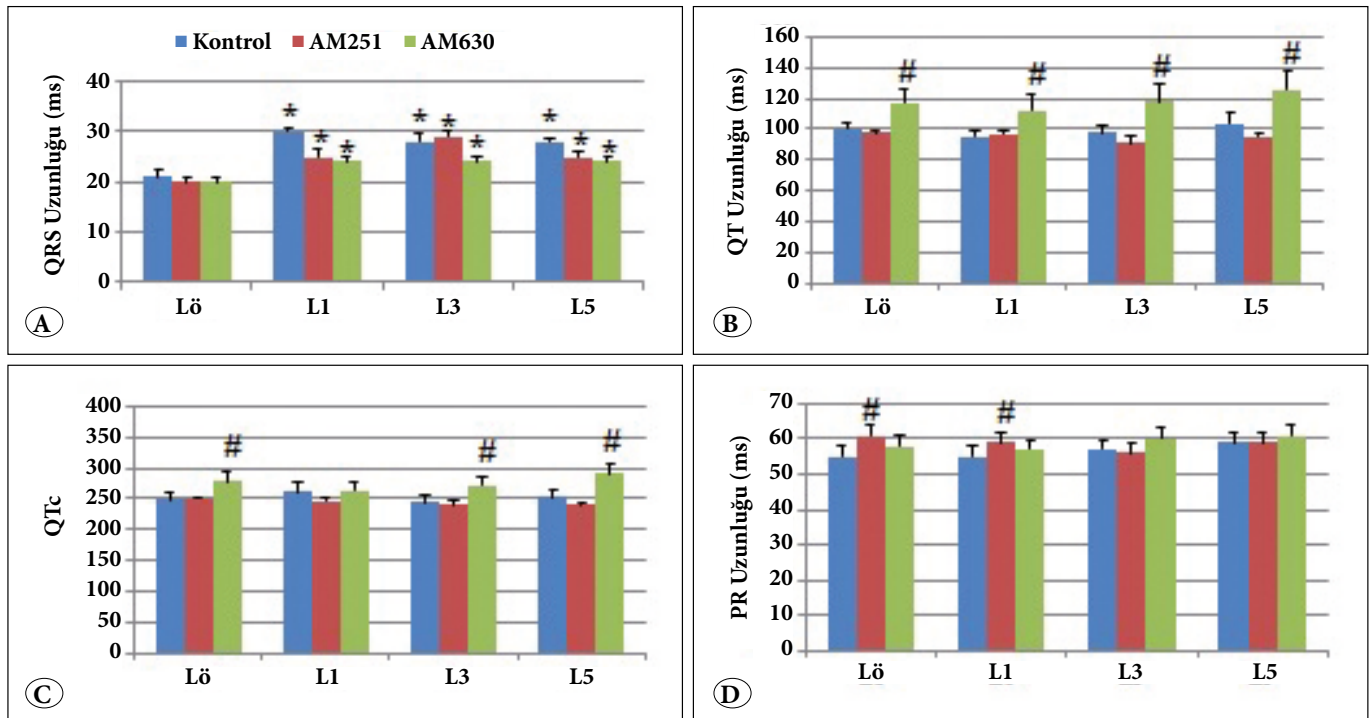 Kontrol AM251 AM630
QRS Uzunluğu (ms)
40
30
20
10
0
* * * * * * * * *
Lö L1 L3 L5
A
QT Uzunluğu (ms)
160
140
120
100
80
60
40
20
0
# # # #
Lö L1 L3 L5
B
QTc
400
350
300
250
200
150
100
50
0
# # #
Lö L1 L3 L5
C
PR Uzunluğu (ms)
70
60
50
40
30
20
10
0
# #
Lö L1 L3 L5
D